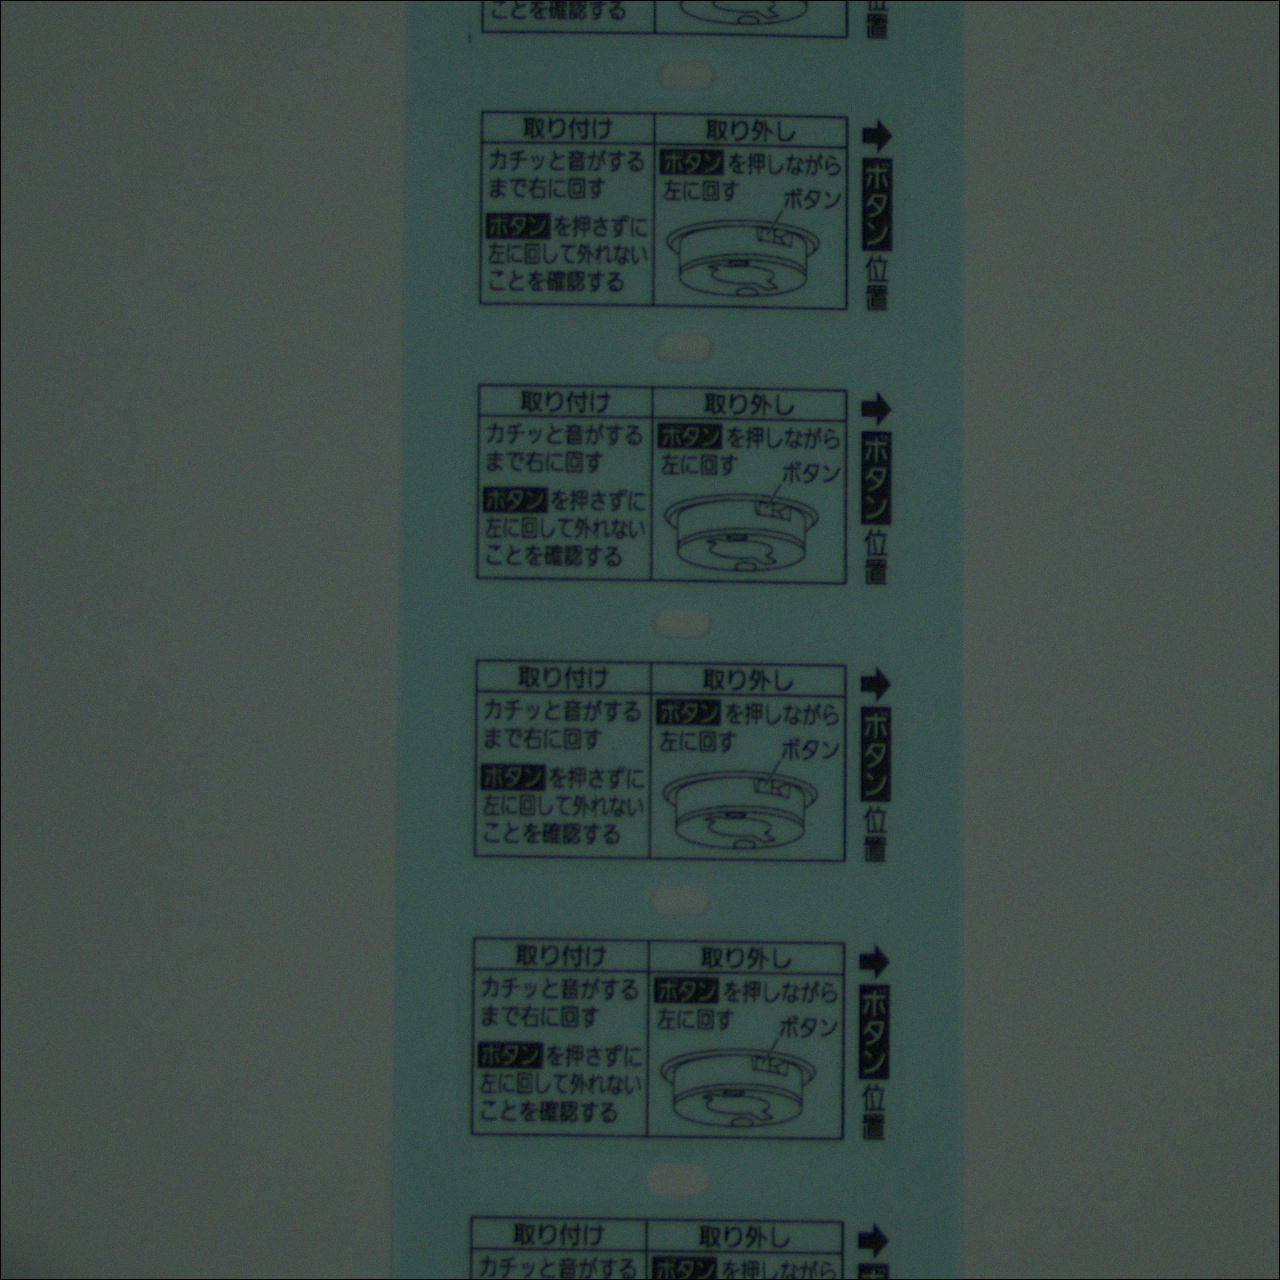 ことを確認する
位置
取り付け
取り外し
カチッと音がする
まで右に回す
ボタンを押さずに
左に回して外れない
ことを確認する
ボタンを押しながら
左に回す
ボタン
➡ボタン位置
取り付け
取り外し
カチッと音がする
まで右に回す
ボタンを押さずに
左に回して外れない
ことを確認する
ボタンを押しながら
左に回す
ボタン
➡ボタン位置
取り付け
取り外し
カチッと音がする
まで右に回す
ボタンを押さずに
左に回して外れない
ことを確認する
ボタンを押しながら
左に回す
ボタン
➡ボタン位置
取り付け
取り外し
カチッと音がする
まで右に回す
ボタンを押さずに
左に回して外れない
ことを確認する
ボタンを押しながら
左に回す
ボタン
➡ボタン位置
取り付け
取り外し
カチッと音がする
ボタンを押しながら
➡ボ